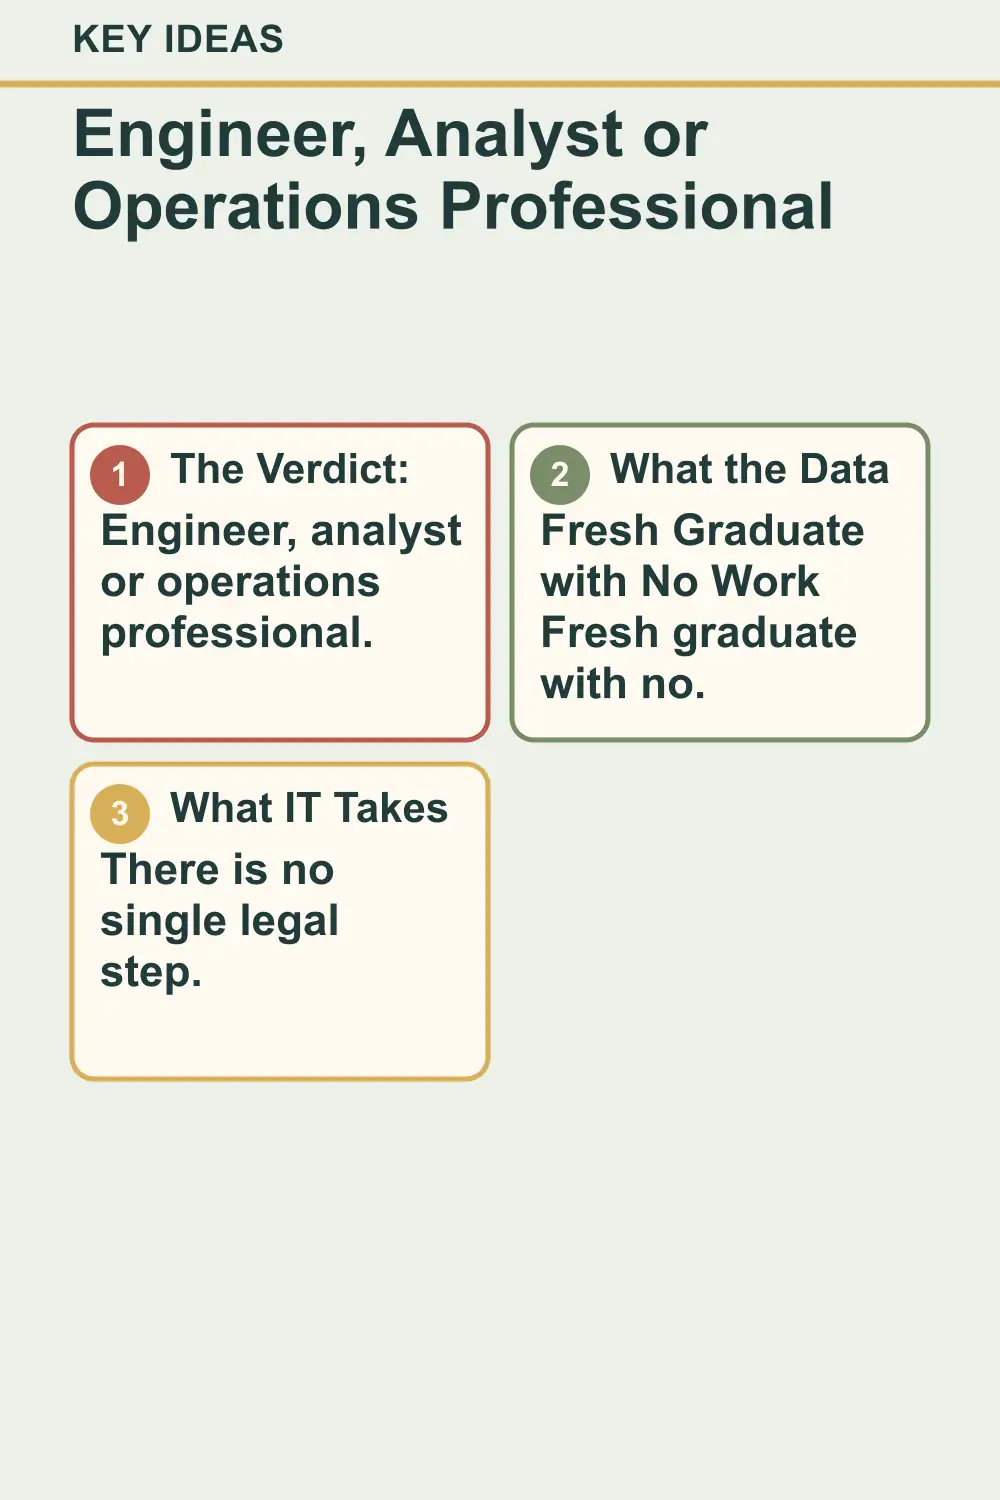 KEY IDEAS
Engineer, Analyst or
Operations Professional
1 The Verdict:
Engineer, analyst
or operations
professional.
2 What the Data
Fresh Graduate
with No Work
Fresh graduate
with no.
3 What IT Takes
There is no
single legal
step.